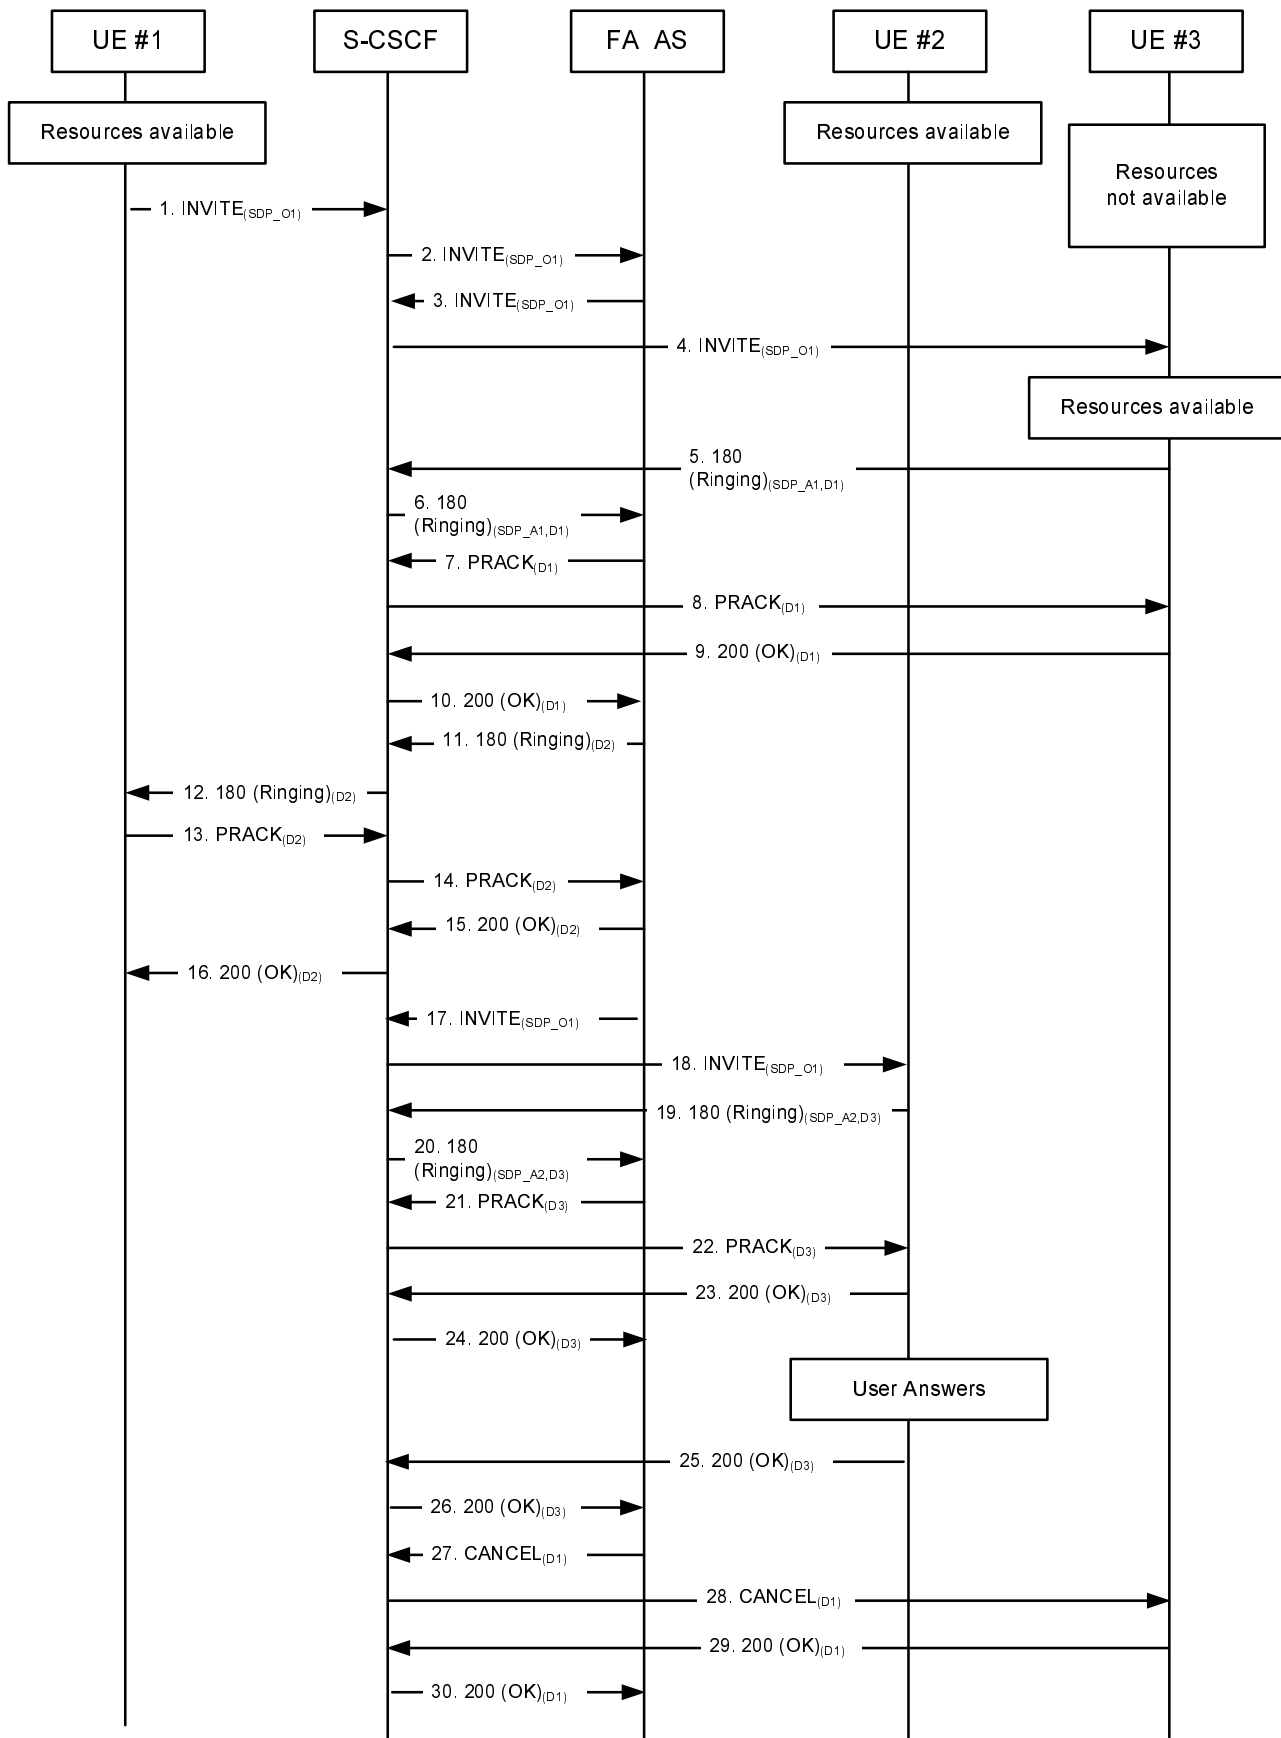 UE #1
S-CSCF
FA AS
UE #2
UE #3
Resources available
Resources available
Resources
not available
1. INVITE(SDP_O1)
2. INVITE(SDP_O1)
3. INVITE(SDP_O1)
4. INVITE(SDP_O1)
Resources available
5. 180
(Ringing)(SDP_A1,D1)
6. 180
(Ringing)(SDP_A1,D1)
7. PRACK(D1)
8. PRACK(D1)
9. 200 (OK)(D1)
10. 200 (OK)(D1)
11. 180 (Ringing)(D2)
12. 180 (Ringing)(D2)
13. PRACK(D2)
14. PRACK(D2)
15. 200 (OK)(D2)
16. 200 (OK)(D2)
17. INVITE(SDP_O1)
18. INVITE(SDP_O1)
19. 180 (Ringing)(SDP_A2,D3)
20. 180
(Ringing)(SDP_A2,D3)
21. PRACK(D3)
22. PRACK(D3)
23. 200 (OK)(D3)
24. 200 (OK)(D3)
User Answers
25. 200 (OK)(D3)
26. 200 (OK)(D3)
27. CANCEL(D1)
28. CANCEL(D1)
29. 200 (OK)(D1)
30. 200 (OK)(D1)